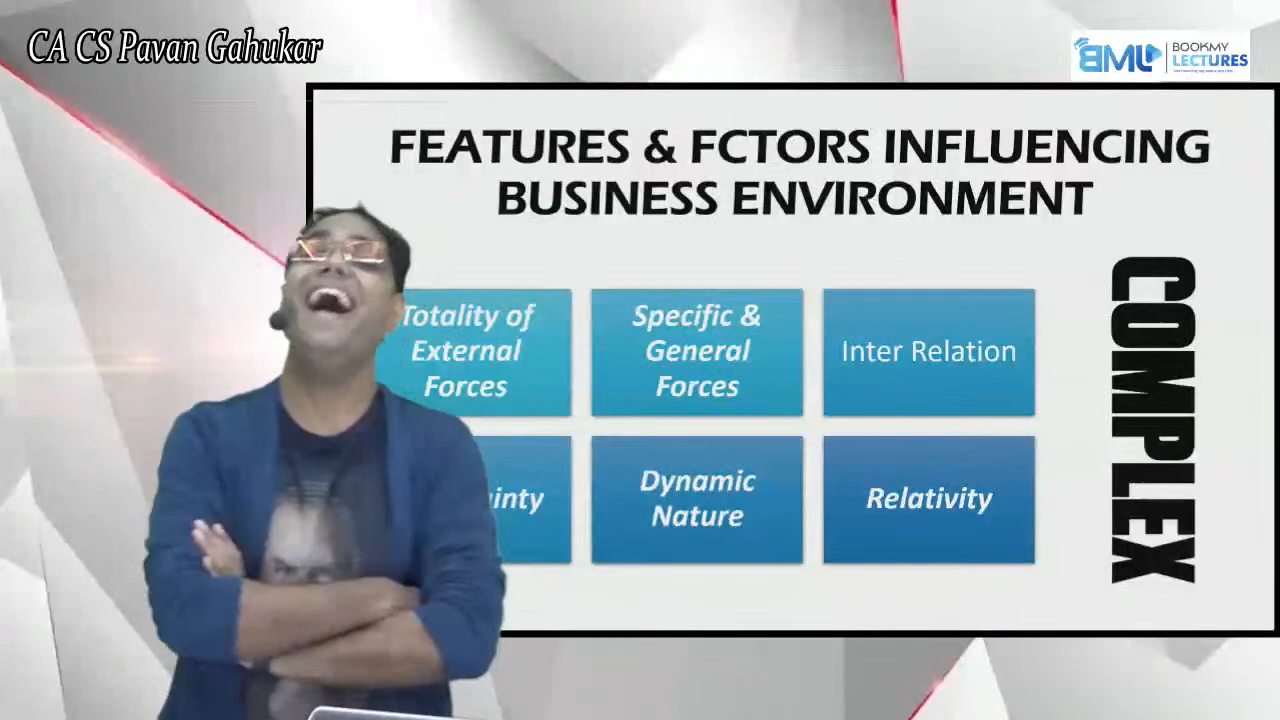 CA CS Pavan Gahukar
BOOKMY
LECTURES
FEATURES & FCTORS INFLUENCING
BUSINESS ENVIRONMENT
Totality of
External
Forces
Specific &
General
Forces
Inter Relation
Dynamic
Nature
Relativity
COMPLEX